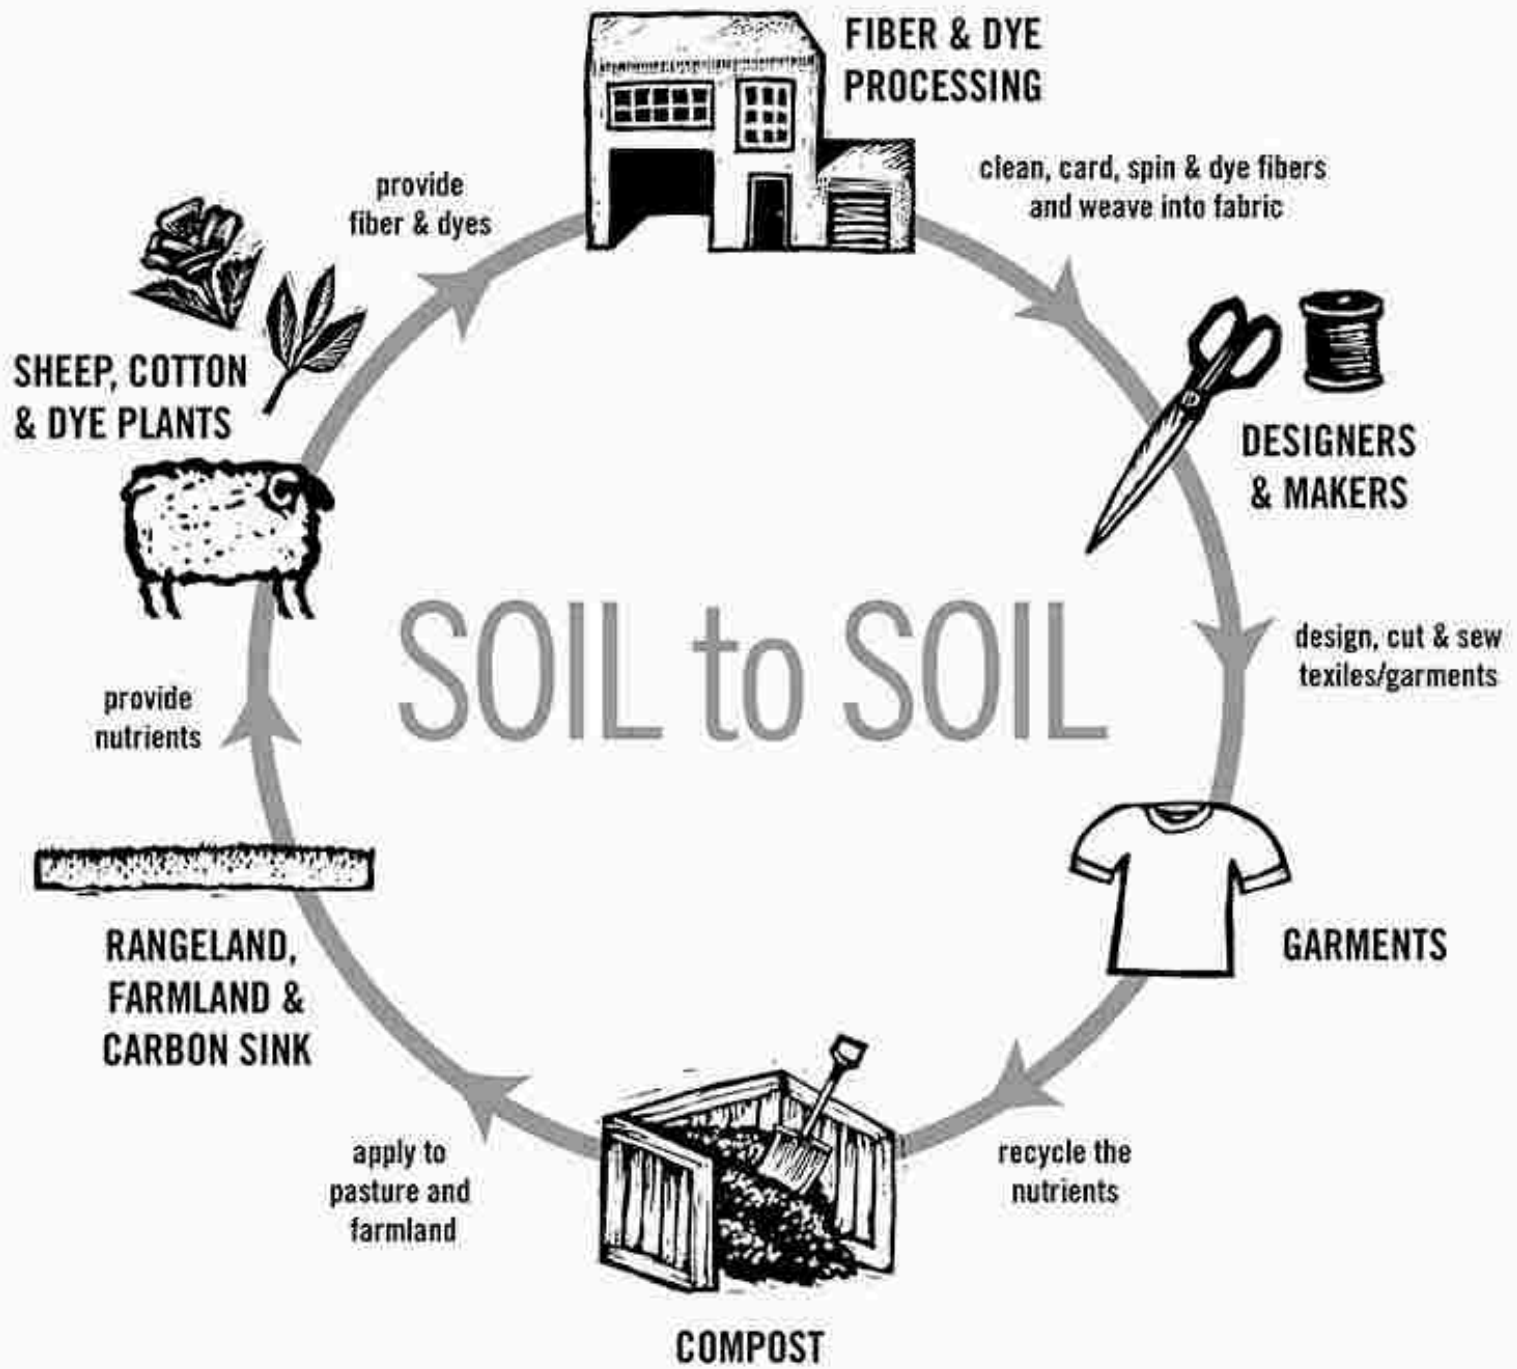 FIBER & DYE
PROCESSING
clean, card, spin & dye fibers
and weave into fabric
DESIGNERS
& MAKERS
design, cut & sew
texiles/garments
GARMENTS
recycle the
nutrients
COMPOST
apply to
pasture and
farmland
RANGELAND,
FARMLAND &
CARBON SINK
provide
nutrients
SHEEP, COTTON
& DYE PLANTS
provide
fiber & dyes
SOIL to SOIL